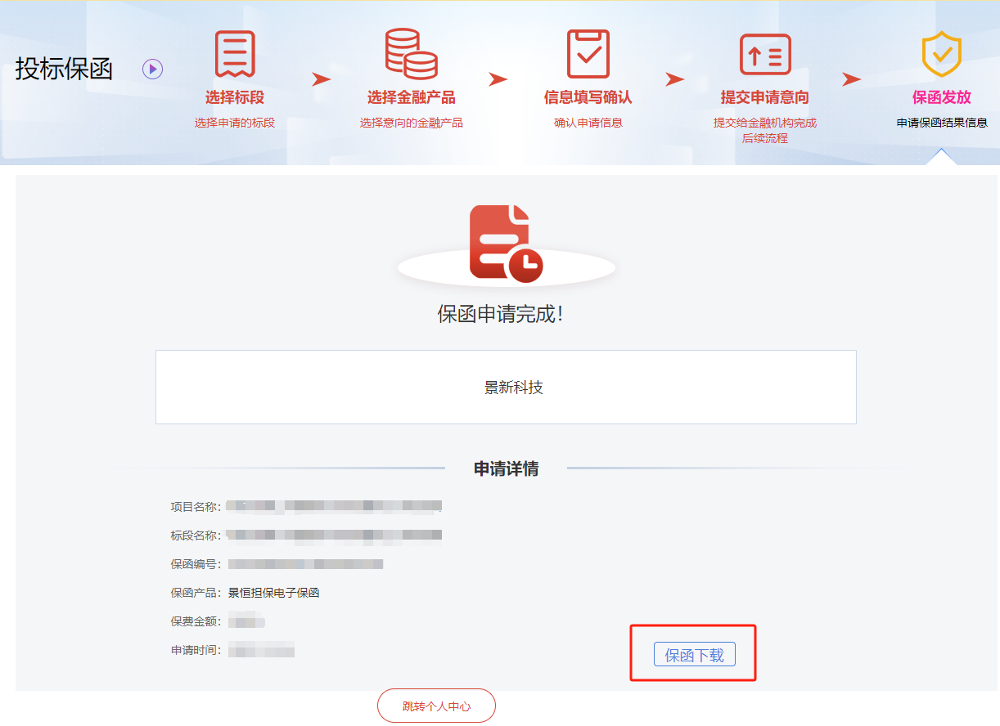 投标保函
选择标段
选择申请的标段
选择金融产品
选择意向的金融产品
信息填写确认
确认申请信息
提交申请意向
提交给金融机构完成
后续流程
保函发放
申请保函结果信息
保函申请完成！
景新科技
申请详情
项目名称：
标段名称：
保函编号：
保函产品：景恒担保电子保函
保费金额：
申请时间：
保函下载
跳转个人中心